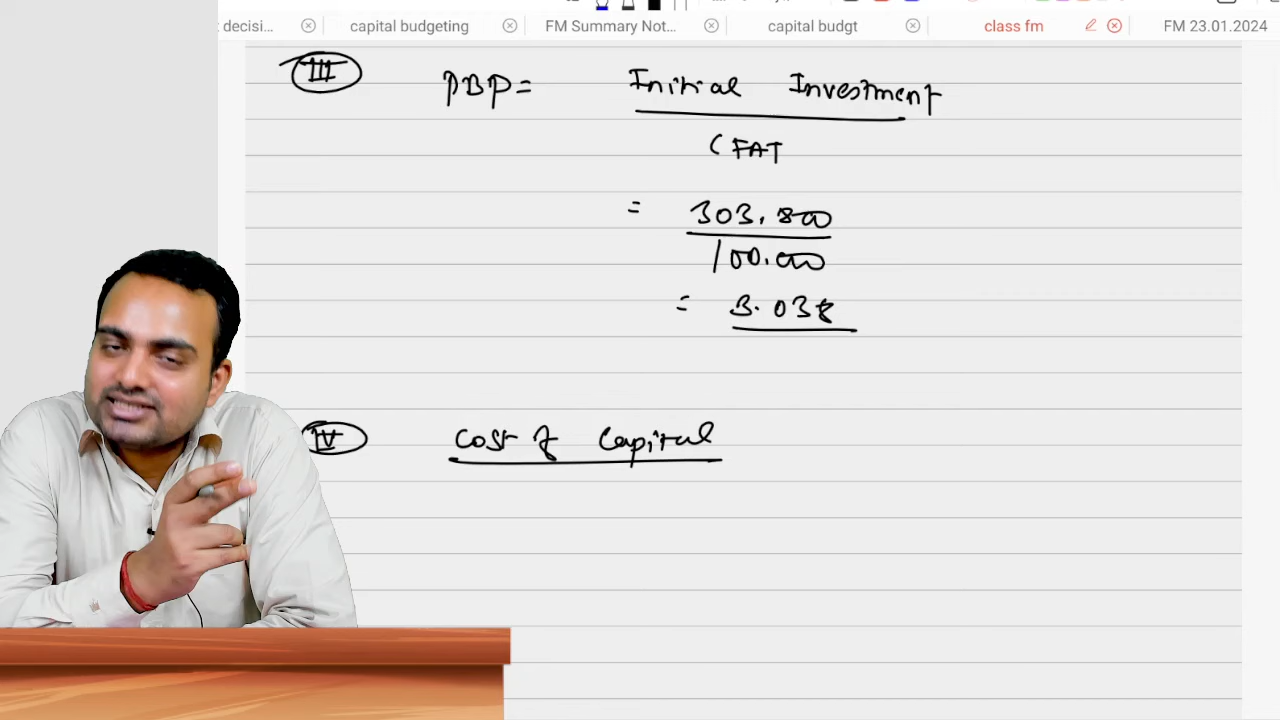 t decisi...
capital budgeting
FM Summary Not...
capital budgt
class fm
FM 23.01.2024
III
PBP= Initial Investment
CFAT
= 303.800
100.000
= 3.038
IV
Cost of Capital